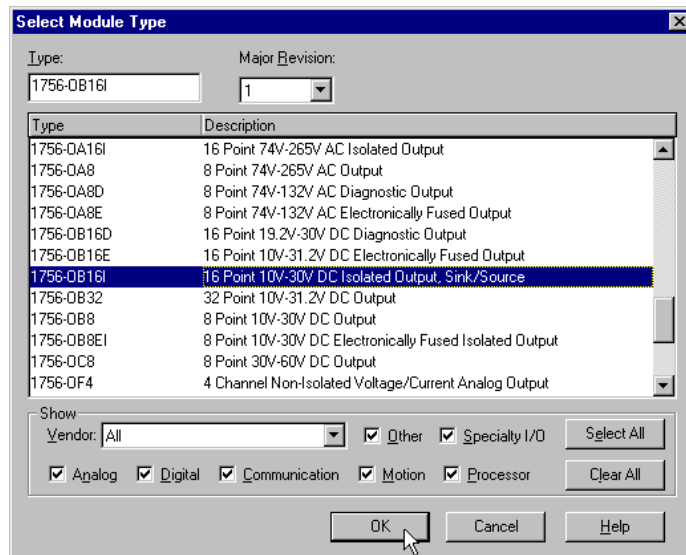 Select Module Type
Type: Major Revision:
1756-OB16I 1
Type Description
1756-OA16I 16 Point 74V-265V AC Isolated Output
1756-OA8 8 Point 74V-265V AC Output
1756-OA8D 8 Point 74V-132V AC Diagnostic Output
1756-OA8E 8 Point 74V-132V AC Electronically Fused Output
1756-OB16D 16 Point 19.2V-30V DC Diagnostic Output
1756-OB16E 16 Point 10V-31.2V DC Electronically Fused Output
1756-OB16I 16 Point 10V-30V DC Isolated Output, Sink/Source
1756-OB32 32 Point 10V-31.2V DC Output
1756-OB8 8 Point 10V-30V DC Output
1756-OB8EI 8 Point 10V-30V DC Electronically Fused Isolated Output
1756-OC8 8 Point 30V-60V DC Output
1756-OF4 4 Channel Non-Isolated Voltage/Current Analog Output
Show
Vendor: All Other Specialty I/O Select All
Analog Digital Communication Motion Processor Clear All
OK Cancel Help